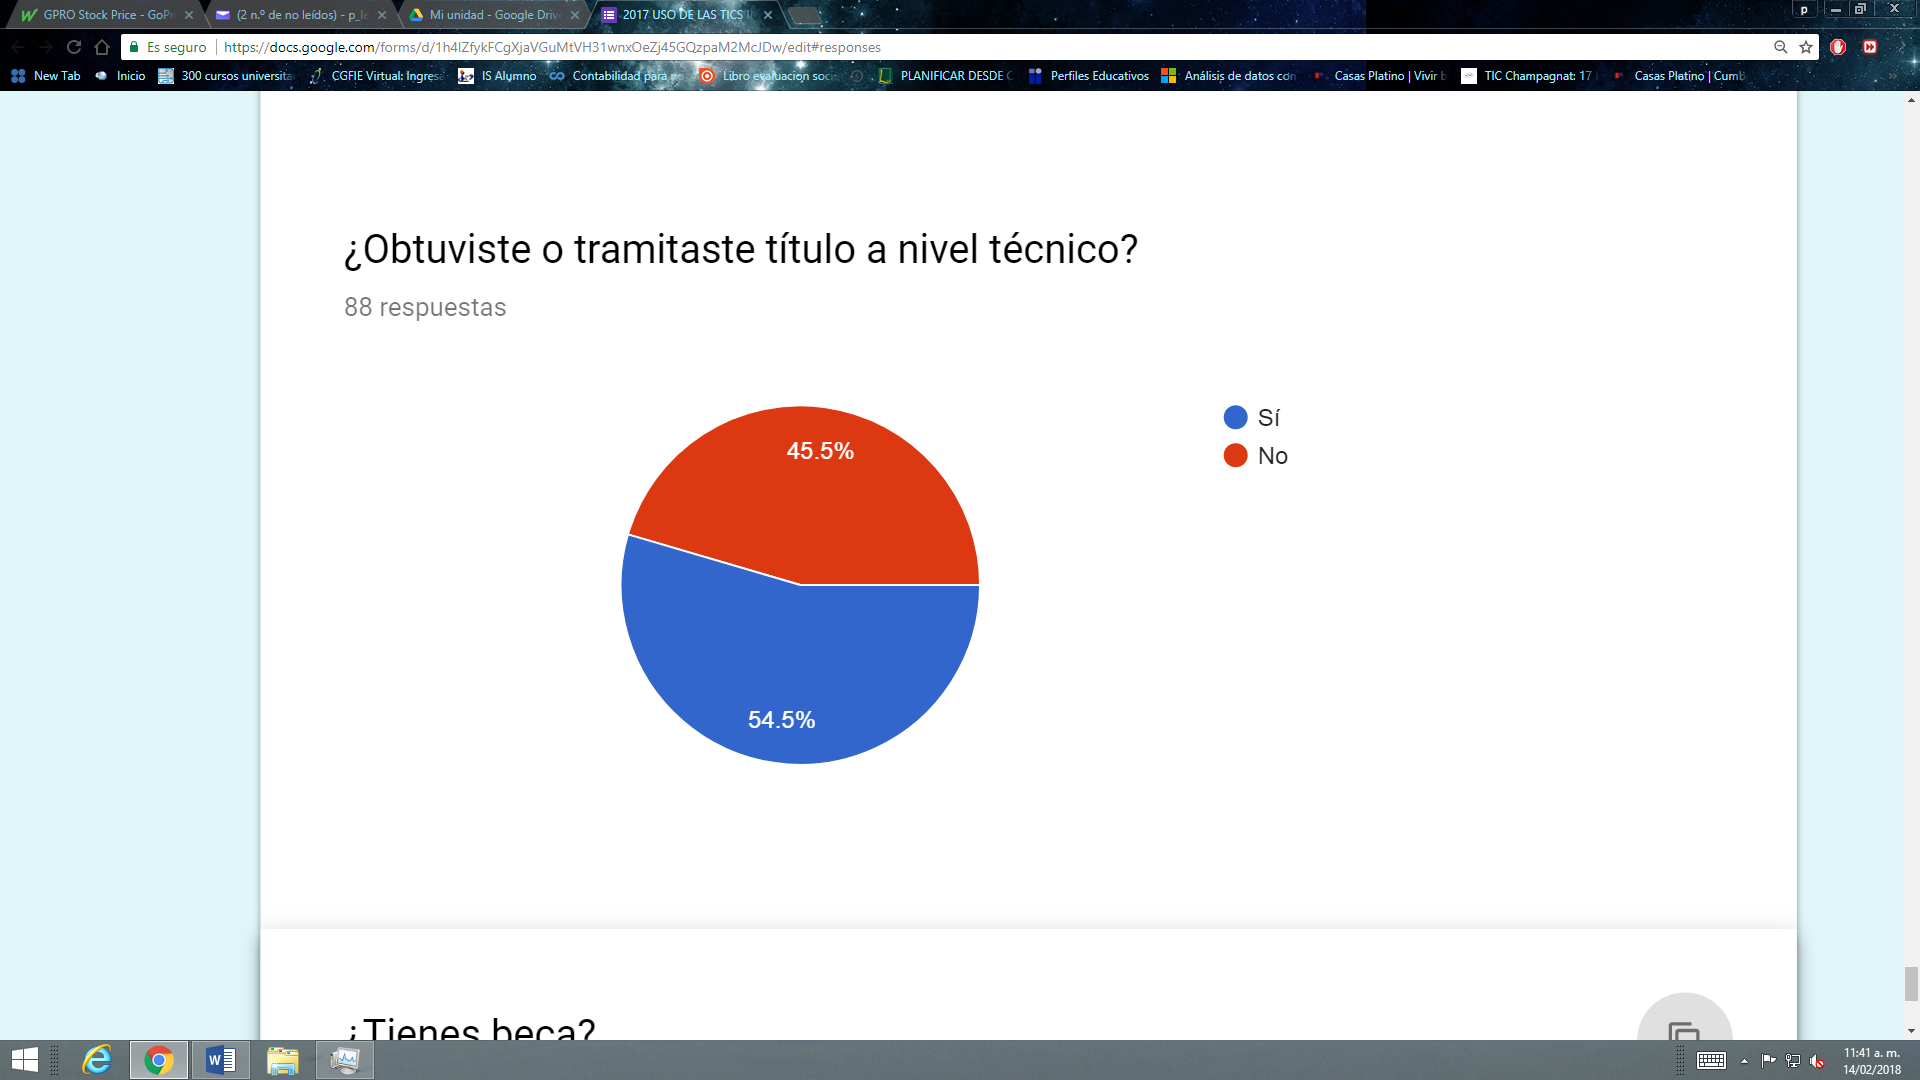 GPRO Stock Price - GoP
(2 n.º de no leídos) - p_le
Mi unidad - Google Driv
2017 USO DE LAS TICS
p
Es seguro
https://docs.google.com/forms/d/1h4lZfykFCgXjaVGuMtVH31wnxOeZj45GQzpaM2McJDw/edit#responses
New Tab
Inicio
300 cursos universita
CGFIE Virtual: Ingres
IS Alumno
Contabilidad para
Libro evaluacion soci
PLANIFICAR DESDE C
Perfiles Educativos
Análisis de datos con
Casas Platino | Vivir b
TIC Champagnat: 17
Casas Platino | Cumb
¿Obtuviste o tramitaste título a nivel técnico?
88 respuestas
Sí
No
45.5%
54.5%
¿Tienes beca?
11:41 a. m.
14/02/2018